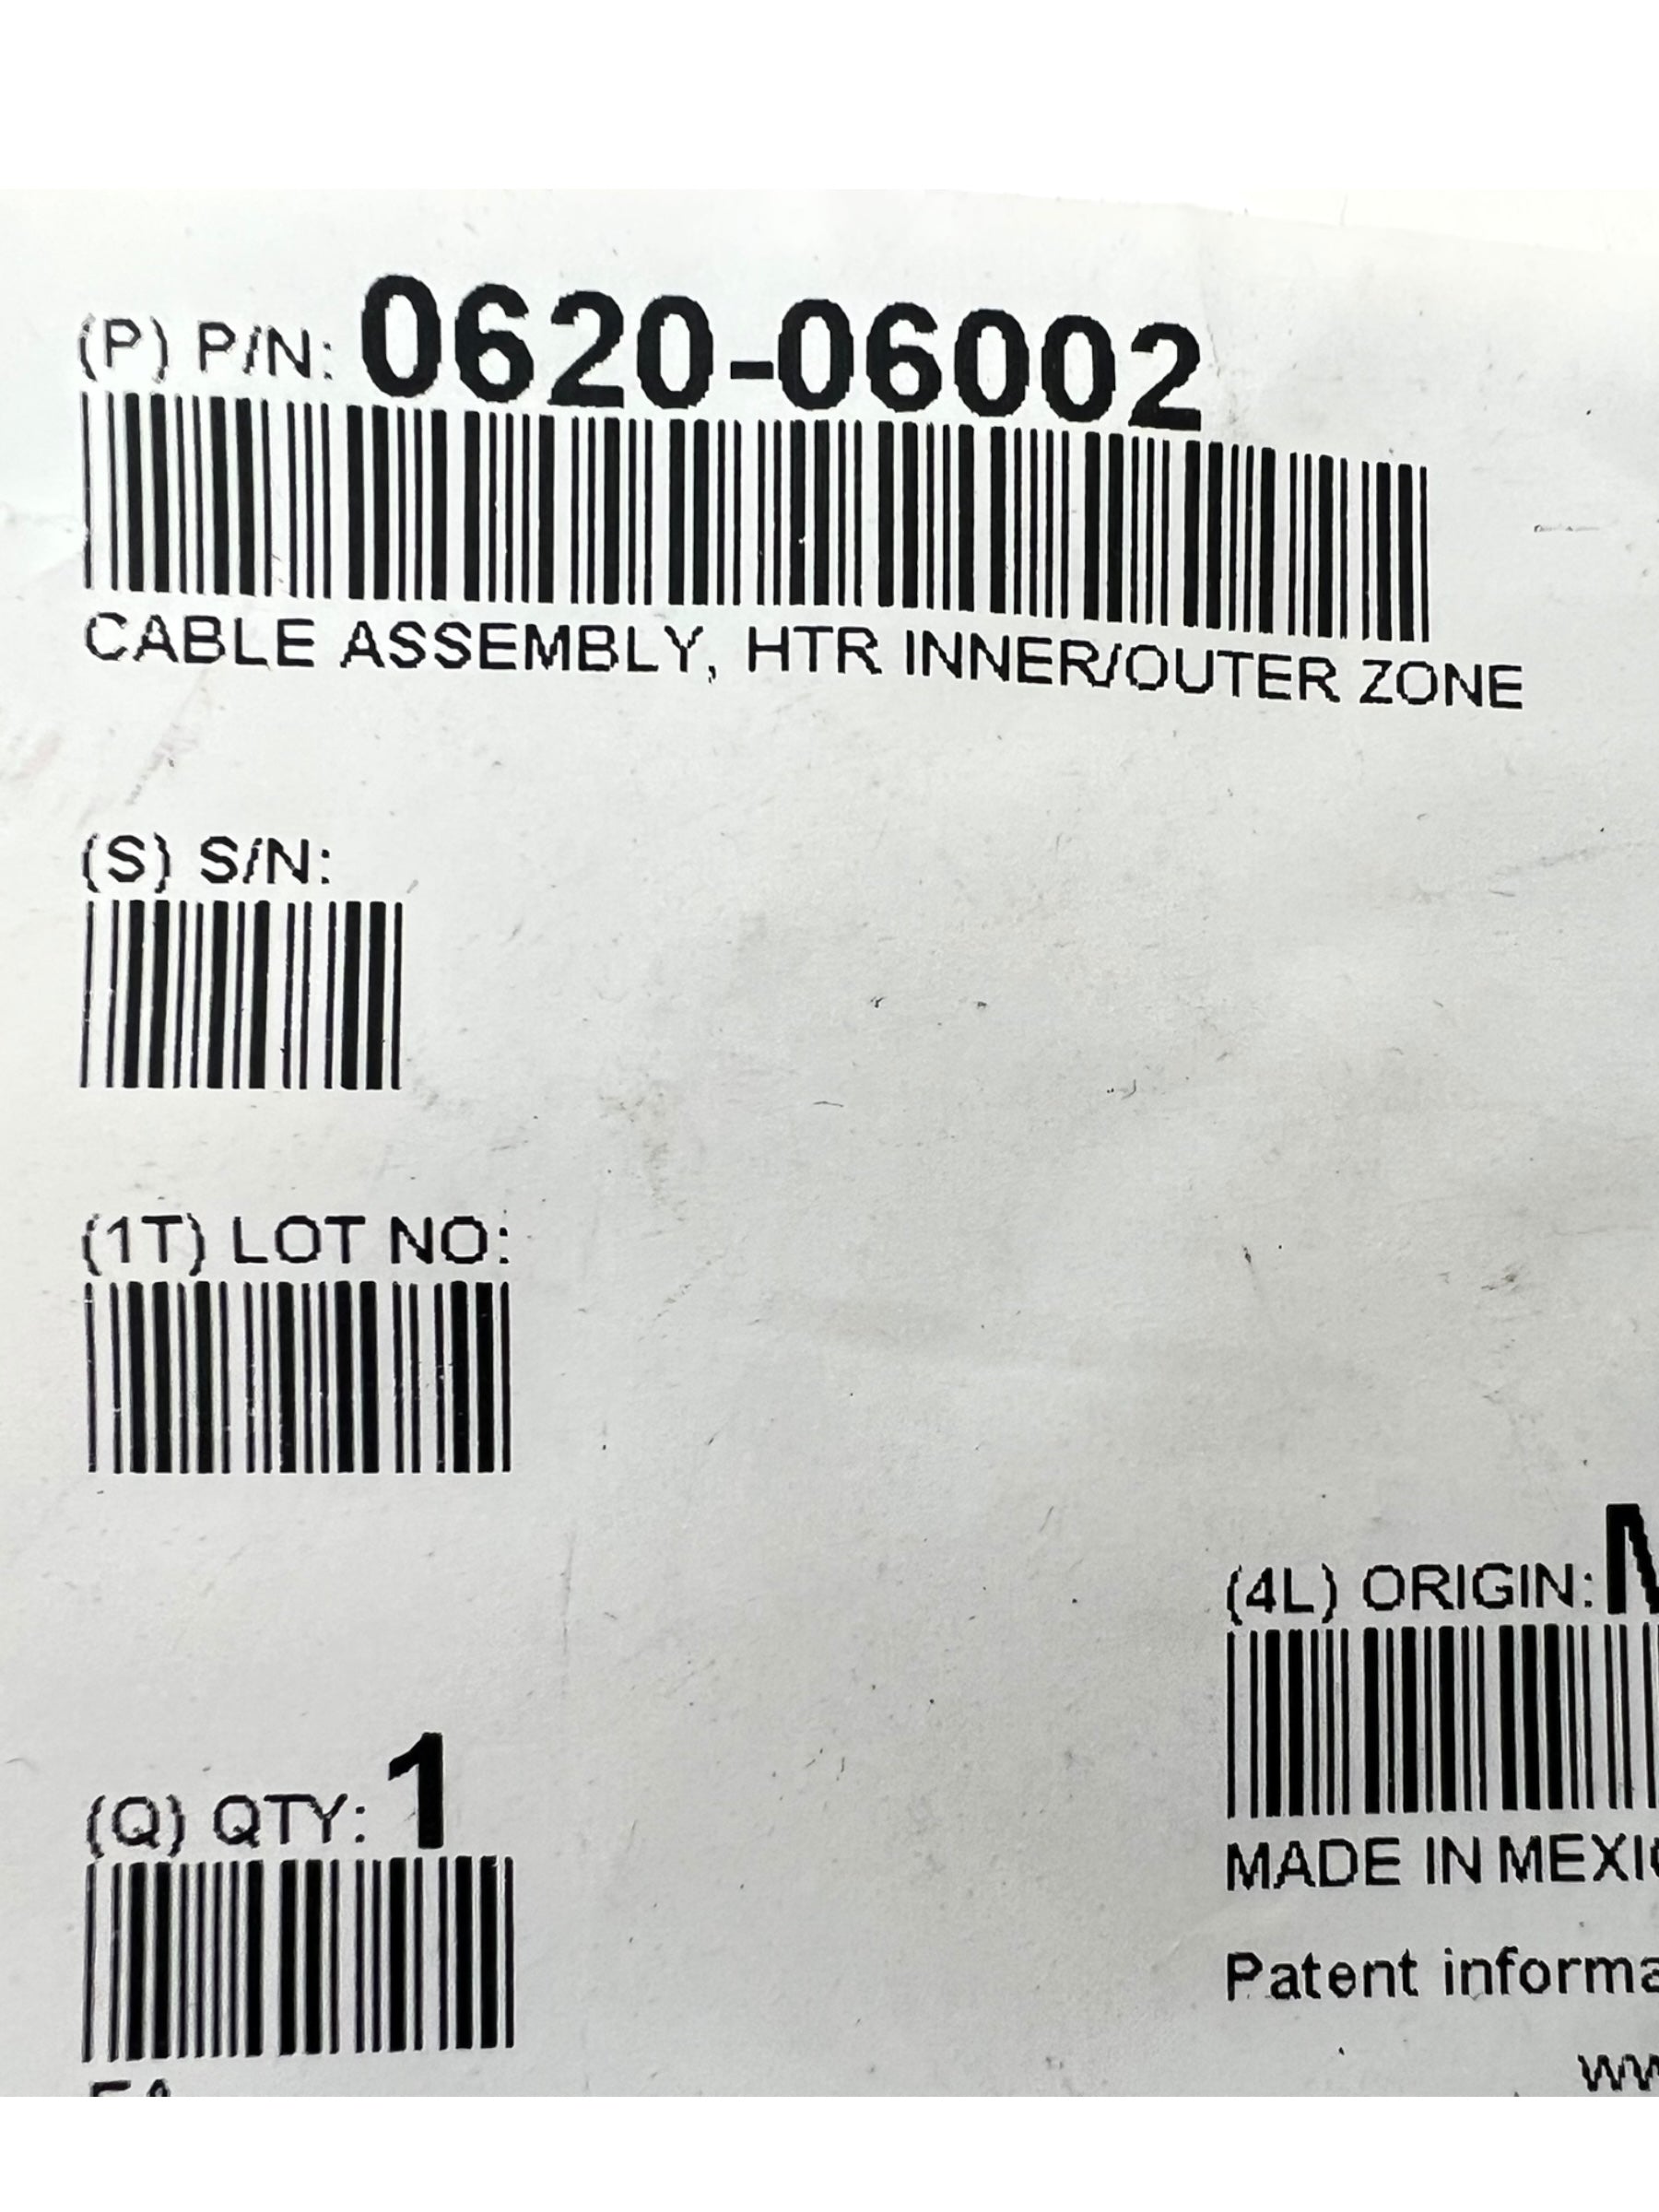 (P) P/N: 0620-06002
CABLE ASSEMBLY, HTR INNER/OUTER ZONE
(S) S/N:
(1T) LOT NO:
(4L) ORIGIN:
(Q) QTY: 1
MADE IN
Patent